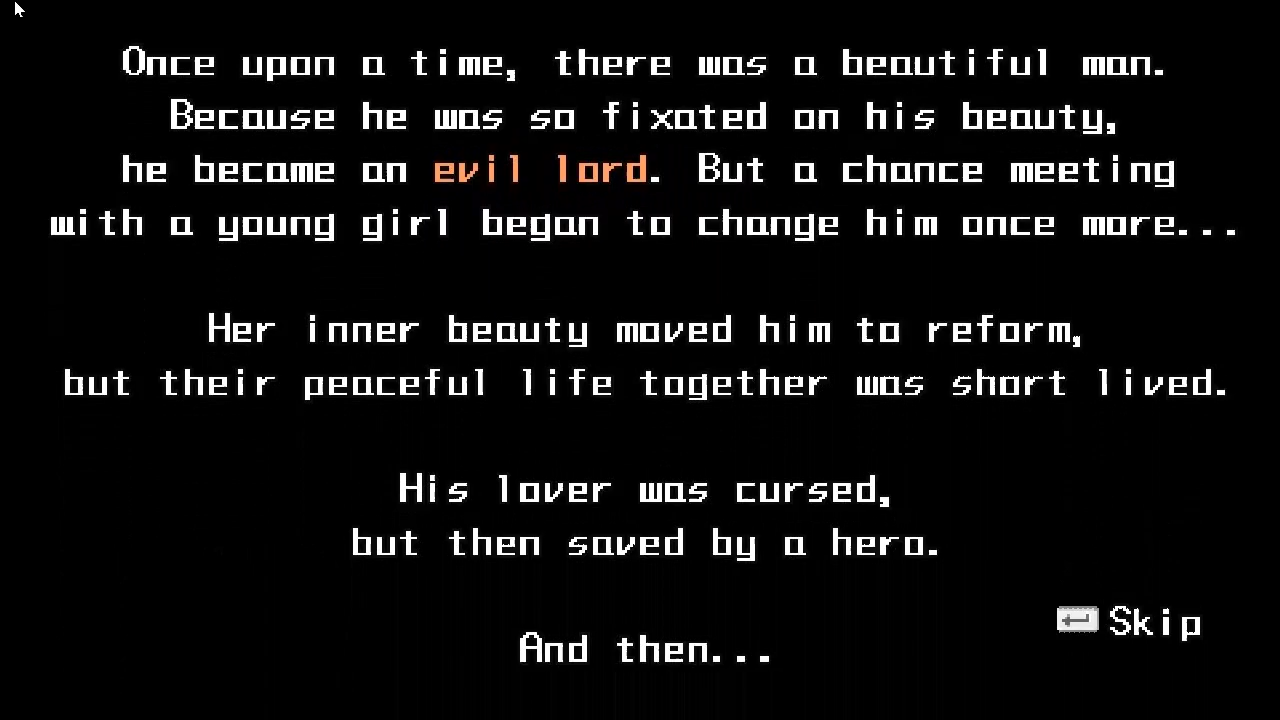 Once upon a time, there was a beautiful man.
Because he was so fixated on his beauty,
he became an evil lord. But a chance meeting
with a young girl began to change him once more...
Her inner beauty moved him to reform,
but their peaceful life together was short lived.
His lover was cursed,
but then saved by a hero.
Skip
And then...